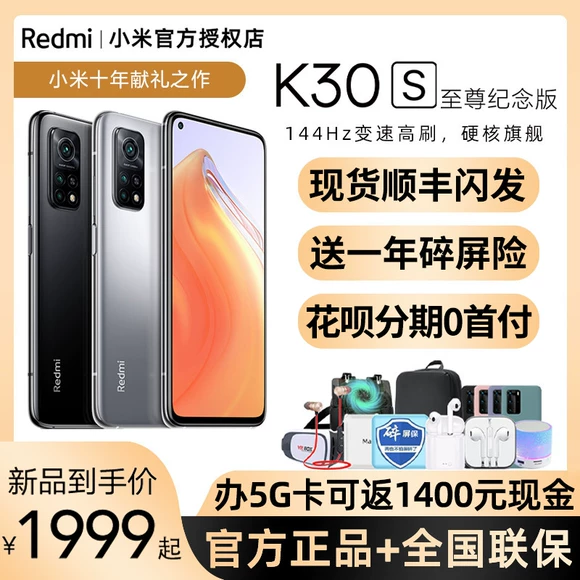 Redmi | 小米官方授权店
小米十年献礼之作
K30 S 至尊纪念版
144Hz变速高刷，硬核旗舰
现货顺丰闪发
送一年碎屏险
花呗分期0首付
Redmi
Redmi
VR BOX
Ma
碎 屏保
新品到手价
办5G卡可返1400元现金
¥1999起
官方正品+全国联保